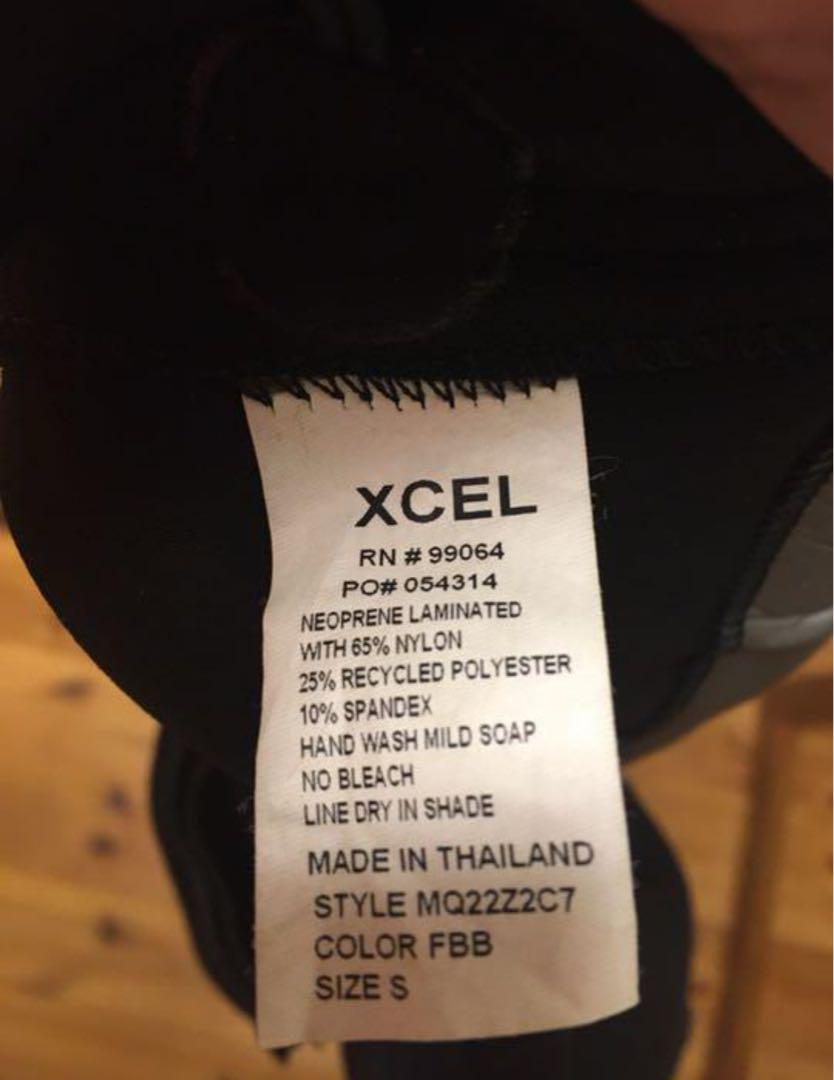 XCEL
RN # 99064
PO# 054314
NEOPRENE LAMINATED
WITH 65% NYLON
25% RECYCLED POLYESTER
10% SPANDEX
HAND WASH MILD SOAP
NO BLEACH
LINE DRY IN SHADE
MADE IN THAILAND
STYLE MQ22Z2C7
COLOR FBB
SIZE S